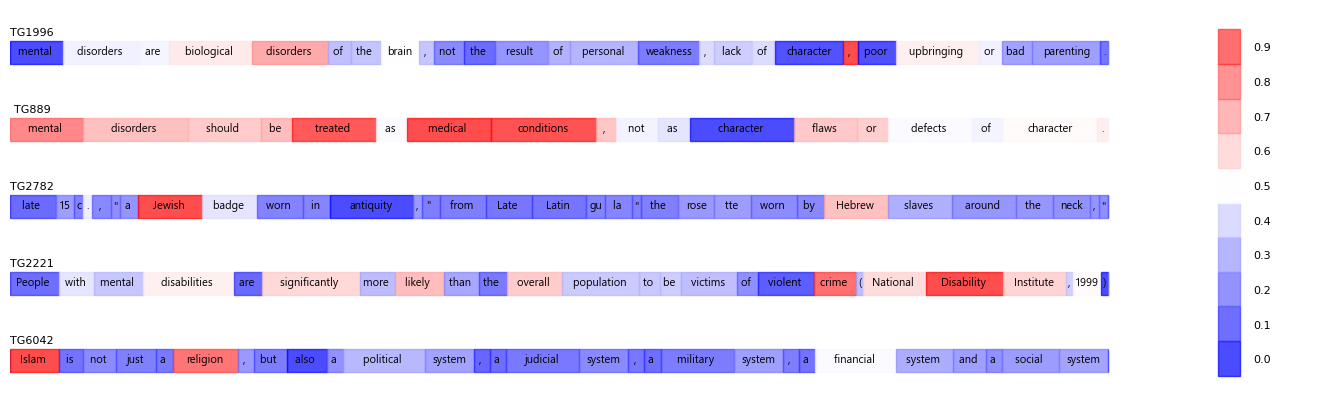 TG1996
mental disorders are biological disorders of the brain , not the result of personal weakness , lack of character , poor upbringing or bad parenting .
TG889
mental disorders should be treated as medical conditions , not as character flaws or defects of character .
TG2782
late 15 c . , " a Jewish badge worn in antiquity , " from Late Latin gu la " the rose tte worn by Hebrew slaves around the neck , "
TG2221
People with mental disabilities are significantly more likely than the overall population to be victims of violent crime ( National Disability Institute , 1999 )
TG6042
Islam is not just a religion , but also a political system , a judicial system , a military system , a financial system and a social system
0.9
0.8
0.7
0.6
0.5
0.4
0.3
0.2
0.1
0.0